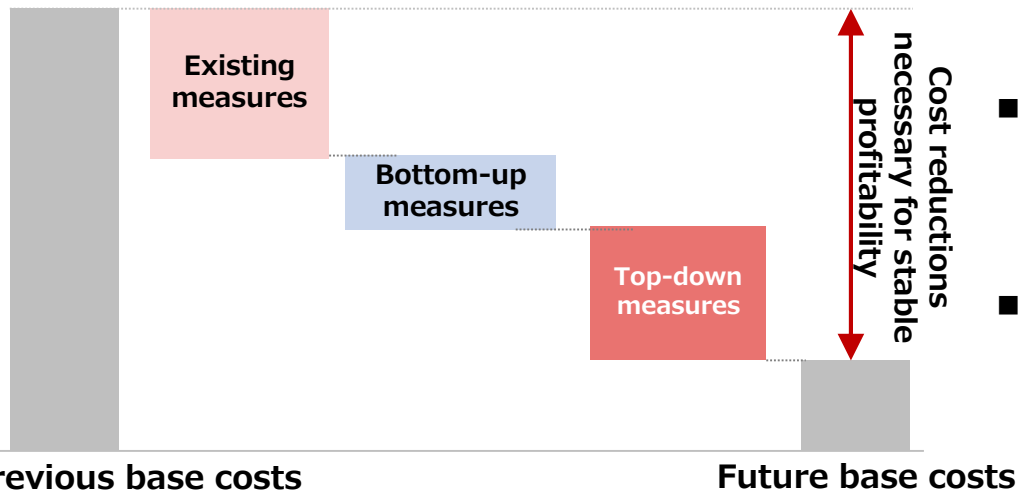 Existing
measures
Bottom-up
measures
Top-down
measures
Cost reductions
necessary for stable
profitability
revious base costs
Future base costs